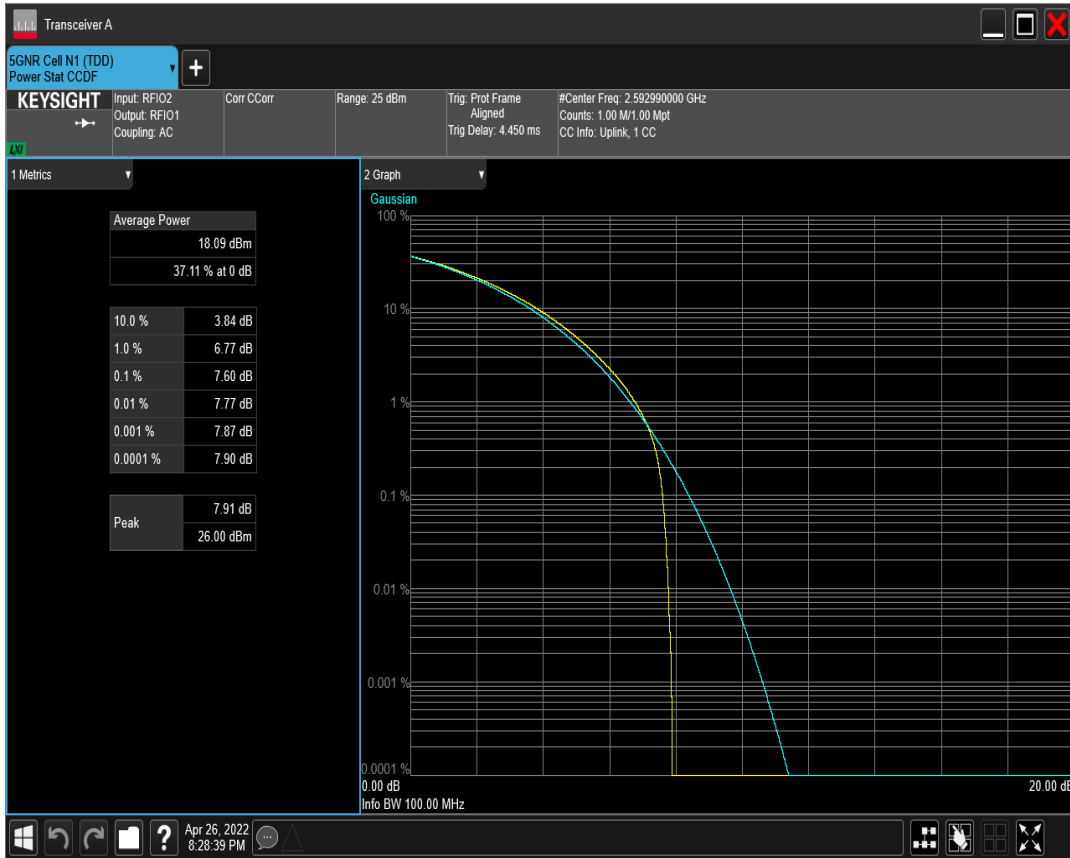 Transceiver A
5GNR Cell N1 (TDD)
Power Stat CCDF
+
KEYSIGHT
LXI
Input: RFIO2
Output: RFIO1
Coupling: AC
Corr CCorr
Range: 25 dBm
Trig: Prot Frame
Aligned
Trig Delay: 4.450 ms
#Center Freq: 2.592990000 GHz
Counts: 1.00 M/1.00 Mpt
CC Info: Uplink, 1 CC
1 Metrics
Average Power
18.09 dBm
37.11 % at 0 dB
10.0 % 3.84 dB
1.0 % 6.77 dB
0.1 % 7.60 dB
0.01 % 7.77 dB
0.001 % 7.87 dB
0.0001 % 7.90 dB
Peak
7.91 dB
26.00 dBm
2 Graph
Gaussian
100 %
10 %
1 %
0.1 %
0.01 %
0.001 %
0.0001 %
0.00 dB
20.00 dB
Info BW 100.00 MHz
?
Apr 26, 2022
8:28:39 PM